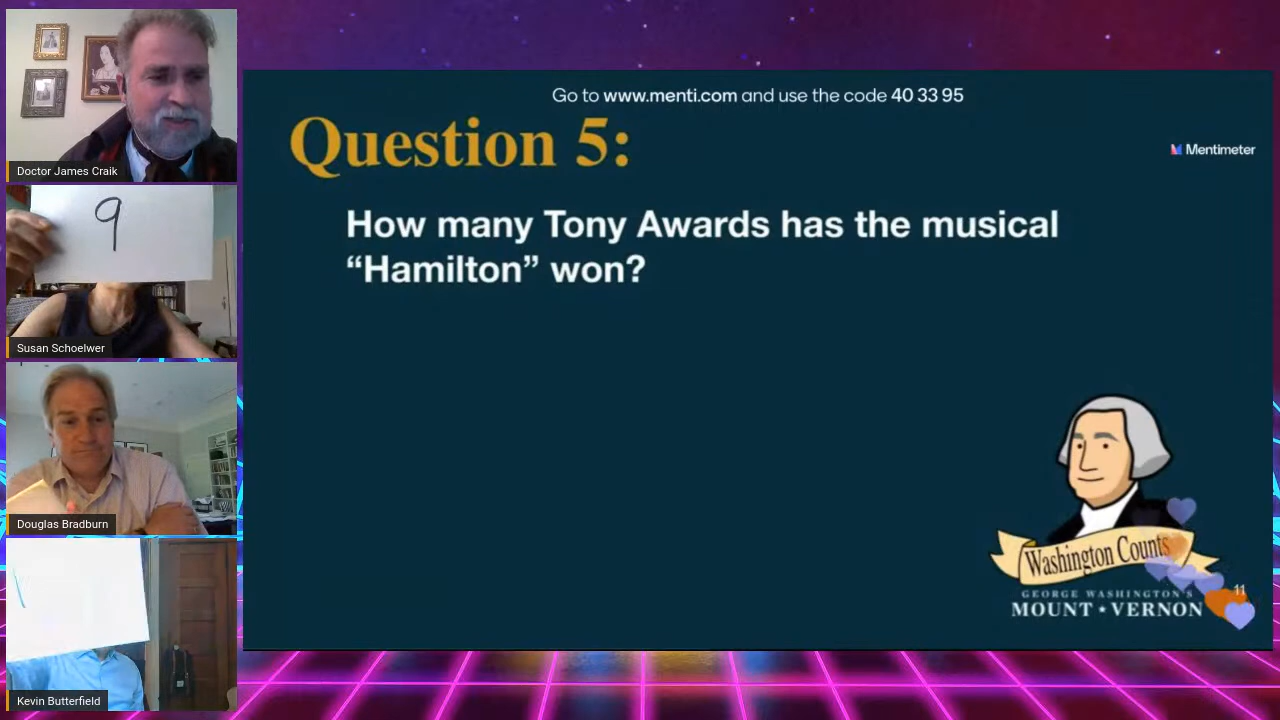 Doctor James Craik
9
Susan Schoelwer
Douglas Bradburn
Kevin Butterfield
Go to www.menti.com and use the code 40 33 95
Question 5:
Mentimeter
How many Tony Awards has the musical
“Hamilton” won?
Washington Counts
GEORGE WASHINGTON'S
MOUNT ★ VERNON
11